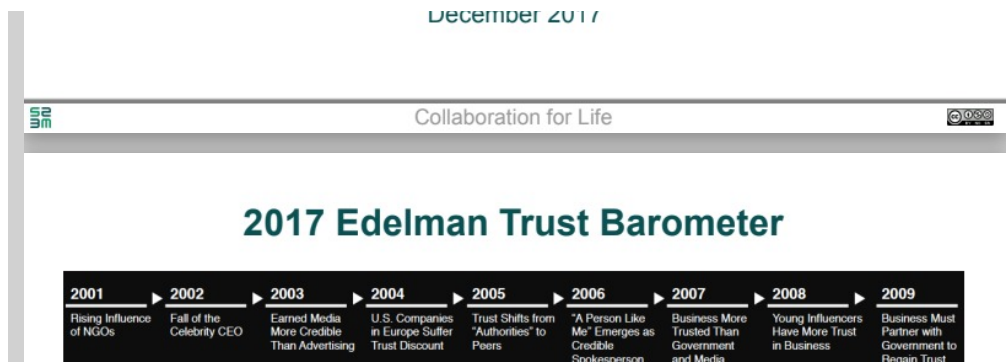 December 2017
S2
3m
Collaboration for Life
cc
2017 Edelman Trust Barometer
2001
Rising Influence
of NGOs
2002
Fall of the
Celebrity CEO
2003
Earned Media
More Credible
Than Advertising
2004
U.S. Companies
in Europe Suffer
Trust Discount
2005
Trust Shifts from
"Authorities" to
Peers
2006
"A Person Like
Me" Emerges as
Credible
Spokesperson
2007
Business More
Trusted Than
Government
and Media
2008
Young Influencers
Have More Trust
in Business
2009
Business Must
Partner with
Government to
Regain Trust